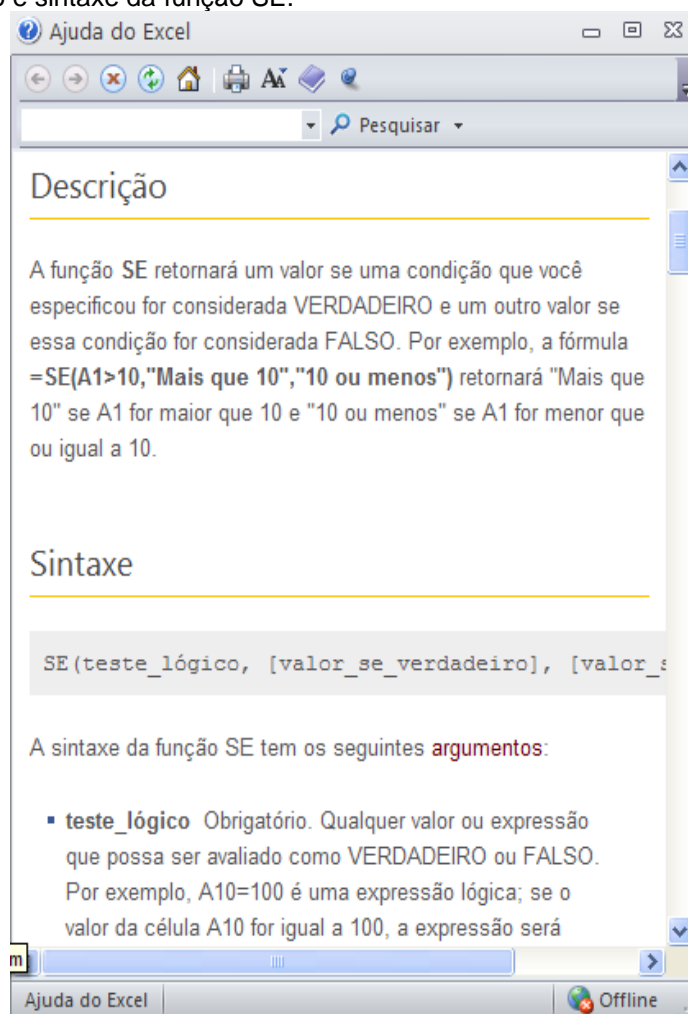 e sintaxe da função SE.
Ajuda do Excel
Pesquisar
Descrição
A função SE retornará um valor se uma condição que você
especificou for considerada VERDADEIRO e um outro valor se
essa condição for considerada FALSO. Por exemplo, a fórmula
=SE(A1>10,"Mais que 10","10 ou menos") retornará "Mais que
10" se A1 for maior que 10 e "10 ou menos" se A1 for menor que
ou igual a 10.
Sintaxe
SE(teste_lógico, [valor_se_verdadeiro], [valor_s
A sintaxe da função SE tem os seguintes argumentos:
▪ teste_lógico Obrigatório. Qualquer valor ou expressão
que possa ser avaliado como VERDADEIRO ou FALSO.
Por exemplo, A10=100 é uma expressão lógica; se o
valor da célula A10 for igual a 100, a expressão será
m
Ajuda do Excel
Offline